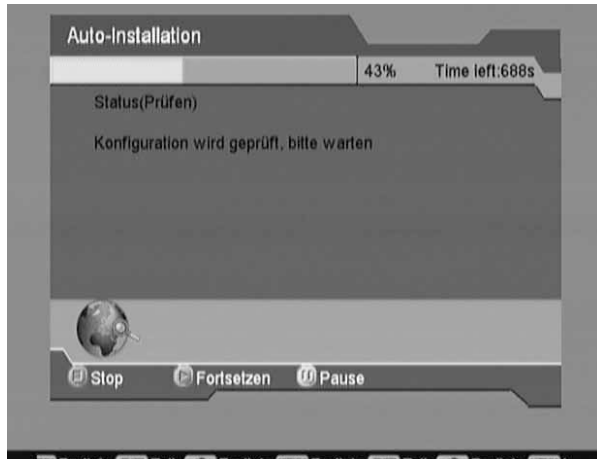 Auto-Installation
43% Time left:688s
Status(Prüfen)
Konfiguration wird geprüft, bitte warten
Stop Fortsetzen Pause